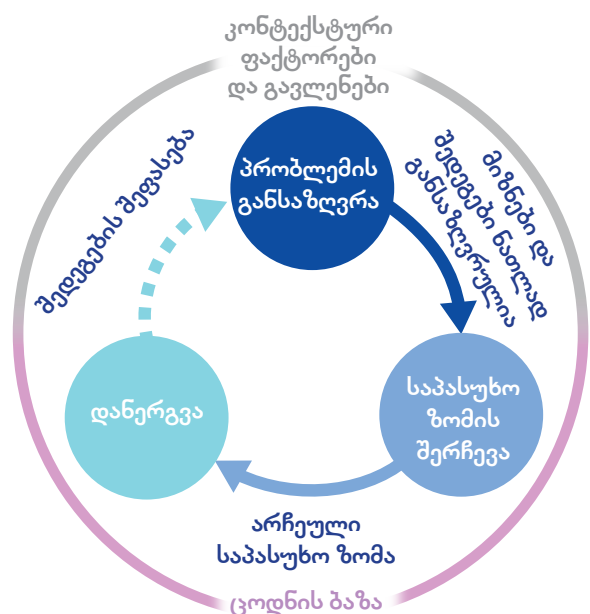 კონტექსტური
ფაქტორები
და გავლენები
პრობლემის
განსაზღვრა
მიზნები და
შედეგები ნათლად
განსაზღვრულია
საპასუხო
ზომის
შერჩევა
არჩეული
საპასუხო ზომა
დანერგვა
შედეგების შეფასება
ცოდნის ბაზა